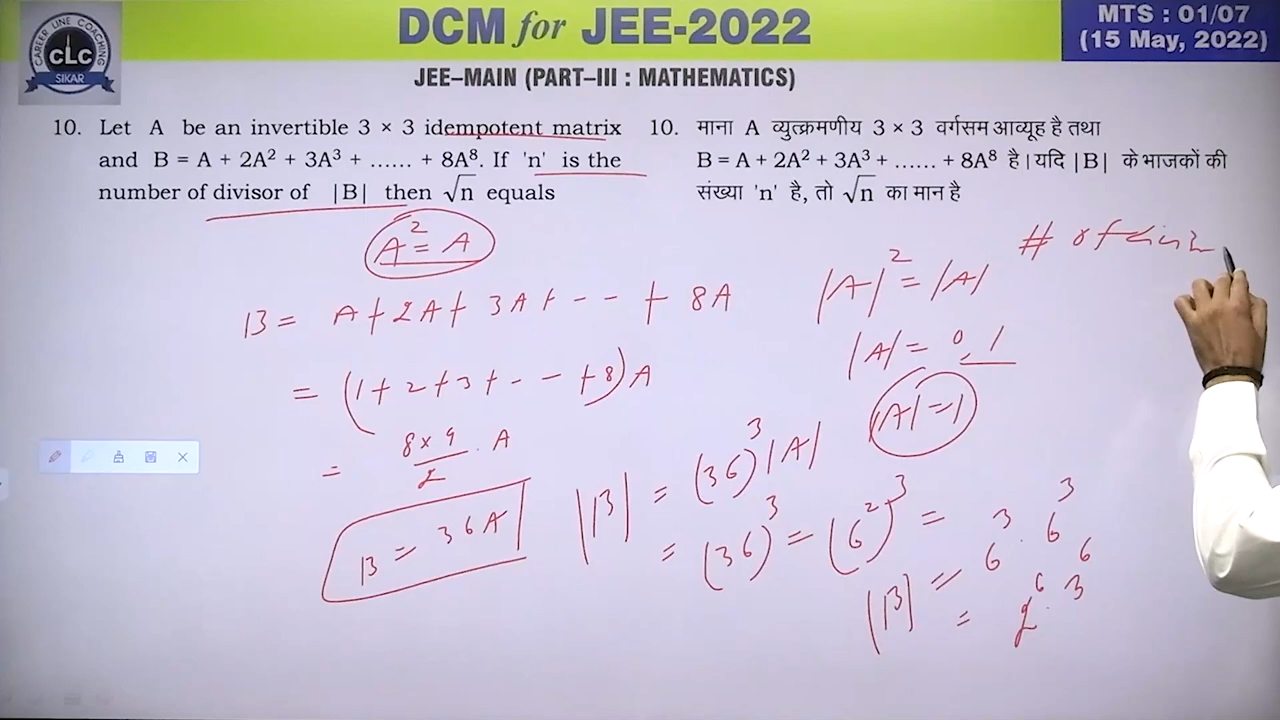 CAREER LINE COACHING
CLC
SIKAR
DCM for JEE-2022
MTS : 01/07
(15 May, 2022)
JEE–MAIN (PART–III : MATHEMATICS)
10. Let A be an invertible 3 × 3 idempotent matrix
and B = A + 2A² + 3A³ + ...... + 8A⁸. If 'n' is the
number of divisor of |B| then √n equals
10. माना A व्युत्क्रमणीय 3 × 3 वर्गसम आव्यूह है तथा
B = A + 2A² + 3A³ + ...... + 8A⁸ है। यदि |B| के भाजकों की
संख्या 'n' है, तो √n का मान है
A² = A
B = A + 2A + 3A + - - + 8A
= (1 + 2 + 3 + - - + 8) A
= 8 × 9 / 2 . A
B = 36A
|A|² = |A|
|A| = 0, 1
|A| = 1
|B| = (36)³ |A|
= (36)³ = (6²)³ = 6³ . 6³
|B| = 2⁶ . 3⁶
# of